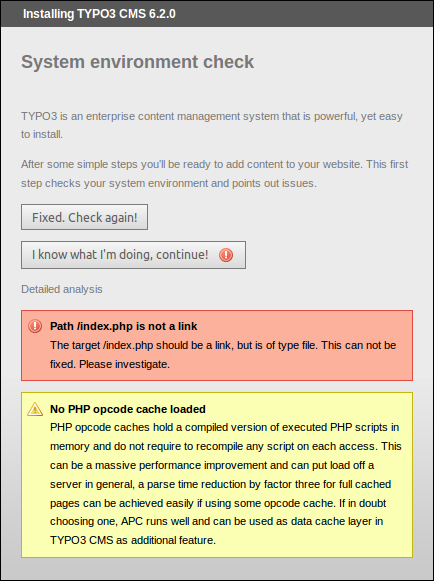 Installing TYPO3 CMS 6.2.0
System environment check
TYPO3 is an enterprise content management system that is powerful, yet easy
to install.
After some simple steps you'll be ready to add content to your website. This first
step checks your system environment and points out issues.
Fixed. Check again!
I know what I'm doing, continue!
Detailed analysis
Path /index.php is not a link
The target /index.php should be a link, but is of type file. This can not be
fixed. Please investigate.
No PHP opcode cache loaded
PHP opcode caches hold a compiled version of executed PHP scripts in
memory and do not require to recompile any script on each access. This
can be a massive performance improvement and can put load off a
server in general, a parse time reduction by factor three for full cached
pages can be achieved easily if using some opcode cache. If in doubt
choosing one, APC runs well and can be used as data cache layer in
TYPO3 CMS as additional feature.